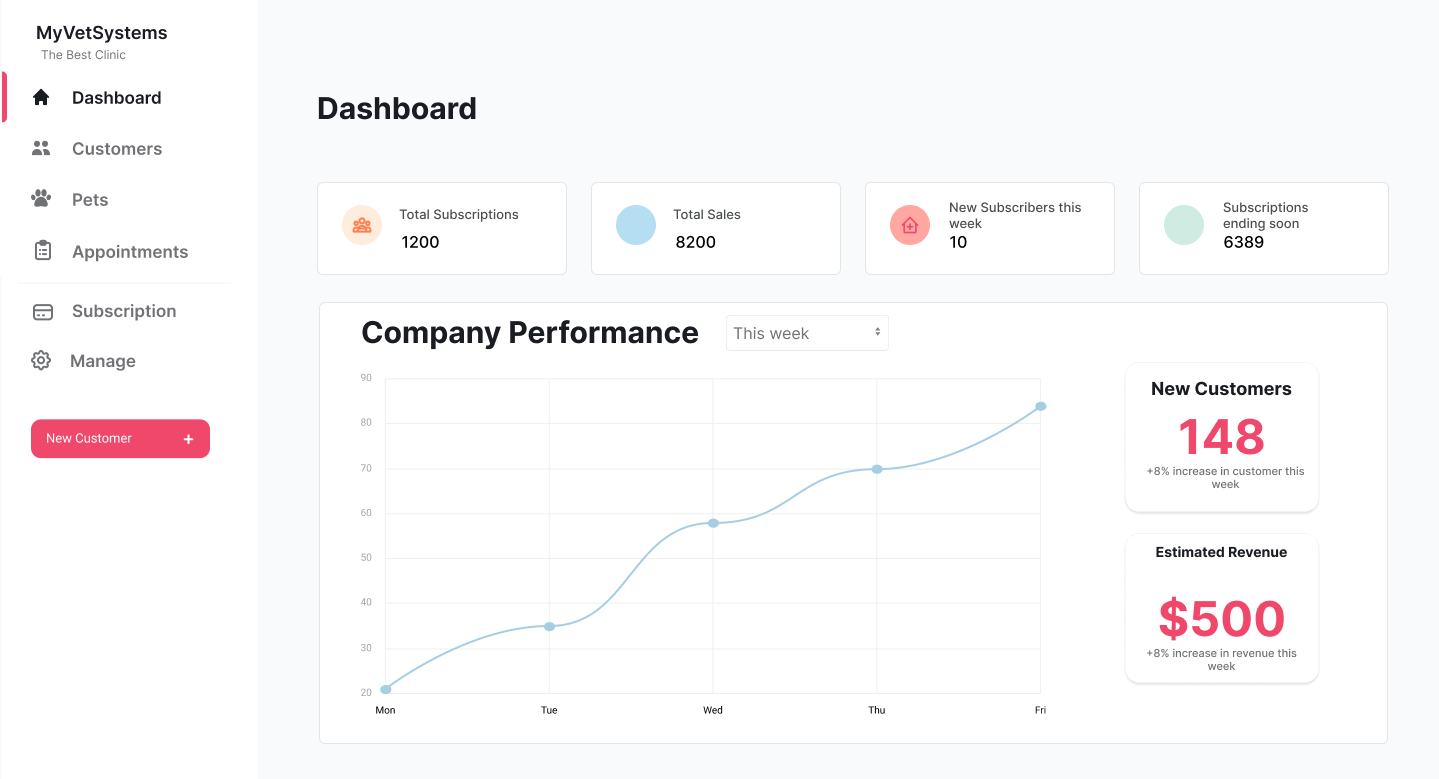 MyVetSystems
The Best Clinic
Dashboard
Customers
Pets
Appointments
Subscription
Manage
New Customer +
Dashboard
Total Subscriptions
1200
Total Sales
8200
New Subscribers this
week
10
Subscriptions
ending soon
6389
Company Performance
This week
90
80
70
60
50
40
30
20
Mon Tue Wed Thu Fri
New Customers
148
+8% increase in customer this
week
Estimated Revenue
$500
+8% increase in revenue this
week